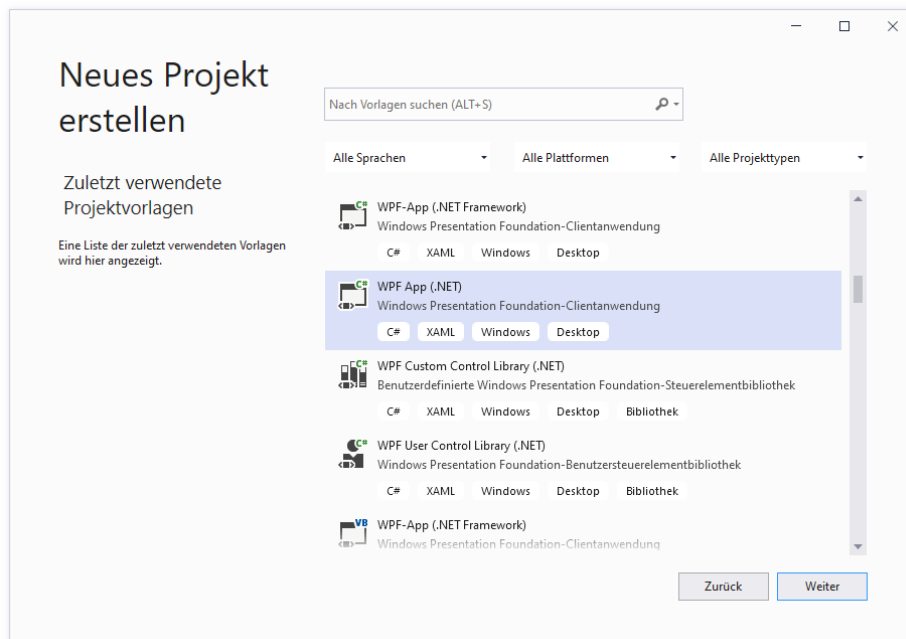 Neues Projekt
erstellen
Zuletzt verwendete
Projektvorlagen
Eine Liste der zuletzt verwendeten Vorlagen
wird hier angezeigt.
Nach Vorlagen suchen (ALT+S)
Alle Sprachen Alle Plattformen Alle Projekttypen
C#
WPF-App (.NET Framework)
Windows Presentation Foundation-Clientanwendung
C# XAML Windows Desktop
C#
WPF App (.NET)
Windows Presentation Foundation-Clientanwendung
C# XAML Windows Desktop
C#
WPF Custom Control Library (.NET)
Benutzerdefinierte Windows Presentation Foundation-Steuerelementbibliothek
C# XAML Windows Desktop Bibliothek
C#
WPF User Control Library (.NET)
Windows Presentation Foundation-Benutzersteuerelementbibliothek
C# XAML Windows Desktop Bibliothek
VB
WPF-App (.NET Framework)
Windows Presentation Foundation-Clientanwendung
Zurück Weiter